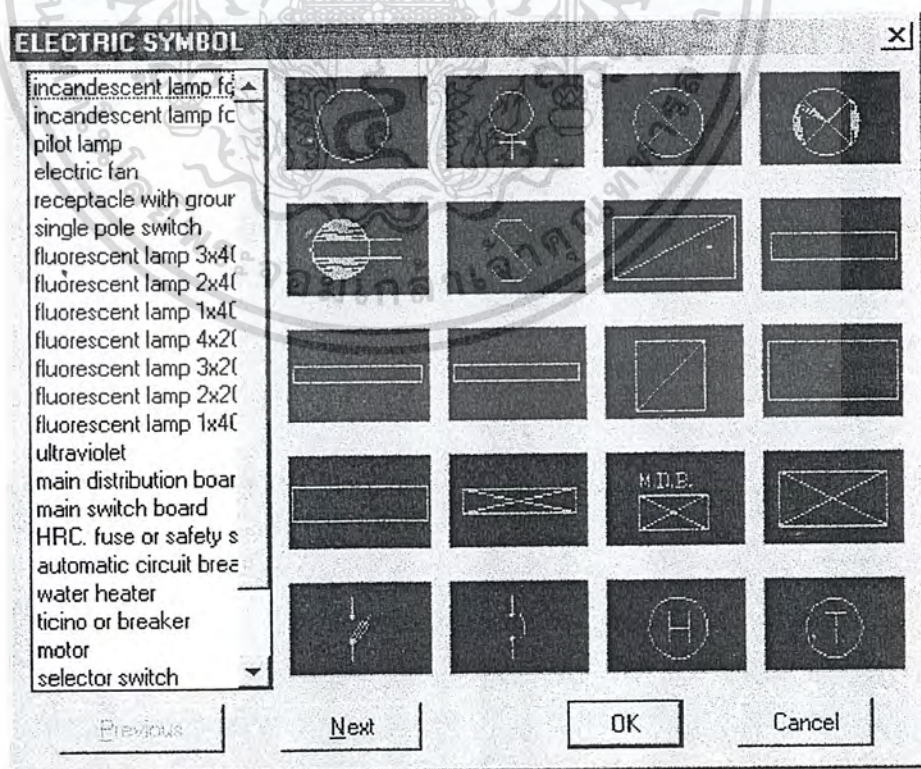 ELECTRIC SYMBOL
incandescent lamp fo
incandescent lamp fc
pilot lamp
electric fan
receptacle with grour
single pole switch
fluorescent lamp 3x4(
fluorescent lamp 2x4(
fluorescent lamp 1x4(
fluorescent lamp 4x2(
fluorescent lamp 3x2(
fluorescent lamp 2x2(
fluorescent lamp 1x4(
ultraviolet
main distribution boar
main switch board
HRC. fuse or safety s
automatic circuit brea
water heater
ticino or breaker
motor
selector switch
S
M.D.B.
H
T
Previous
Next
OK
Cancel